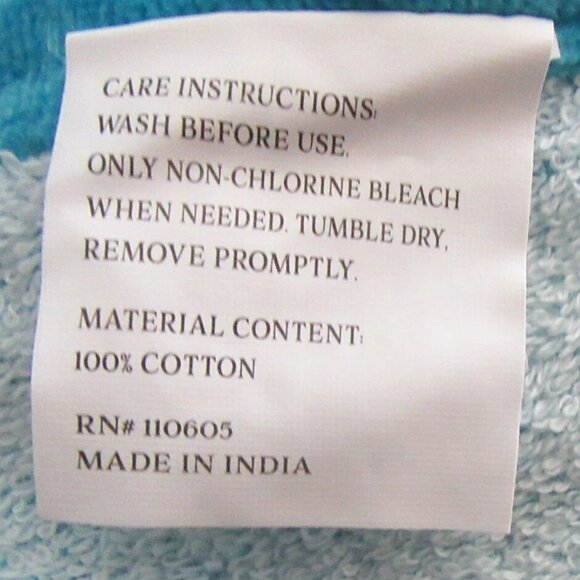 CARE INSTRUCTIONS:
WASH BEFORE USE.
ONLY NON-CHLORINE BLEACH
WHEN NEEDED. TUMBLE DRY,
REMOVE PROMPTLY.
MATERIAL CONTENT:
100% COTTON
RN# 110605
MADE IN INDIA